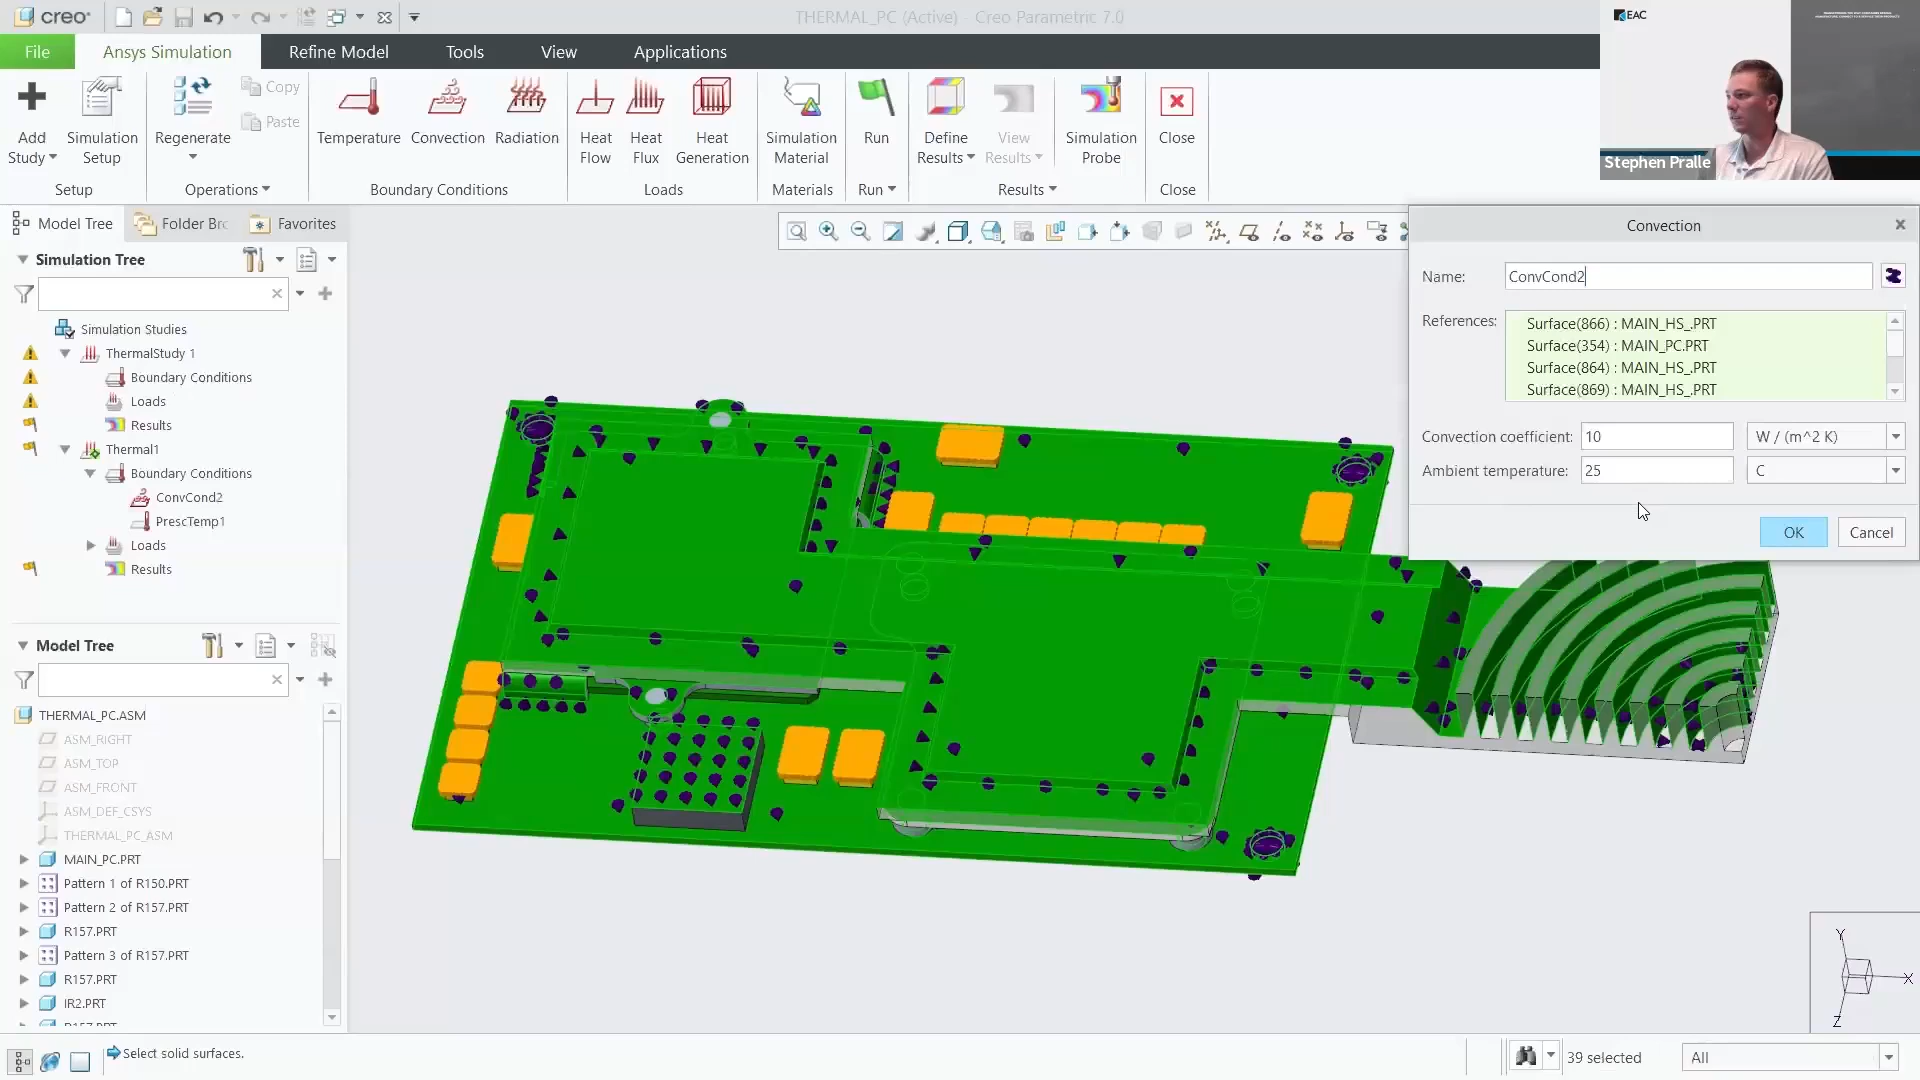 creo
THERMAL_PC (Active) - Creo Parametric 7.0
EAC
File
Ansys Simulation
Refine Model
Tools
View
Applications
Add
Study
Simulation
Setup
Regenerate
Copy
Paste
Temperature
Convection
Radiation
Heat
Flow
Heat
Flux
Heat
Generation
Simulation
Material
Run
Define
Results
View
Results
Simulation
Probe
Close
Stephen Pralle
Setup
Operations
Boundary Conditions
Loads
Materials
Run
Results
Close
Model Tree
Folder Brc
Favorites
Simulation Tree
Simulation Studies
ThermalStudy 1
Boundary Conditions
Loads
Results
Thermal1
Boundary Conditions
ConvCond2
PrescTemp1
Loads
Results
Model Tree
THERMAL_PC.ASM
ASM_RIGHT
ASM_TOP
ASM_FRONT
ASM_DEF_CSYS
THERMAL_PC_ASM
MAIN_PC.PRT
Pattern 1 of R150.PRT
Pattern 2 of R157.PRT
R157.PRT
Pattern 3 of R157.PRT
R157.PRT
IR2.PRT
R157.PRT
Convection
Name: ConvCond2
References:
Surface(866) : MAIN_HS_.PRT
Surface(354) : MAIN_PC.PRT
Surface(864) : MAIN_HS_.PRT
Surface(869) : MAIN_HS_.PRT
Convection coefficient: 10 W / (m^2 K)
Ambient temperature: 25 C
OK
Cancel
Y
X
Z
Select solid surfaces.
39 selected
All